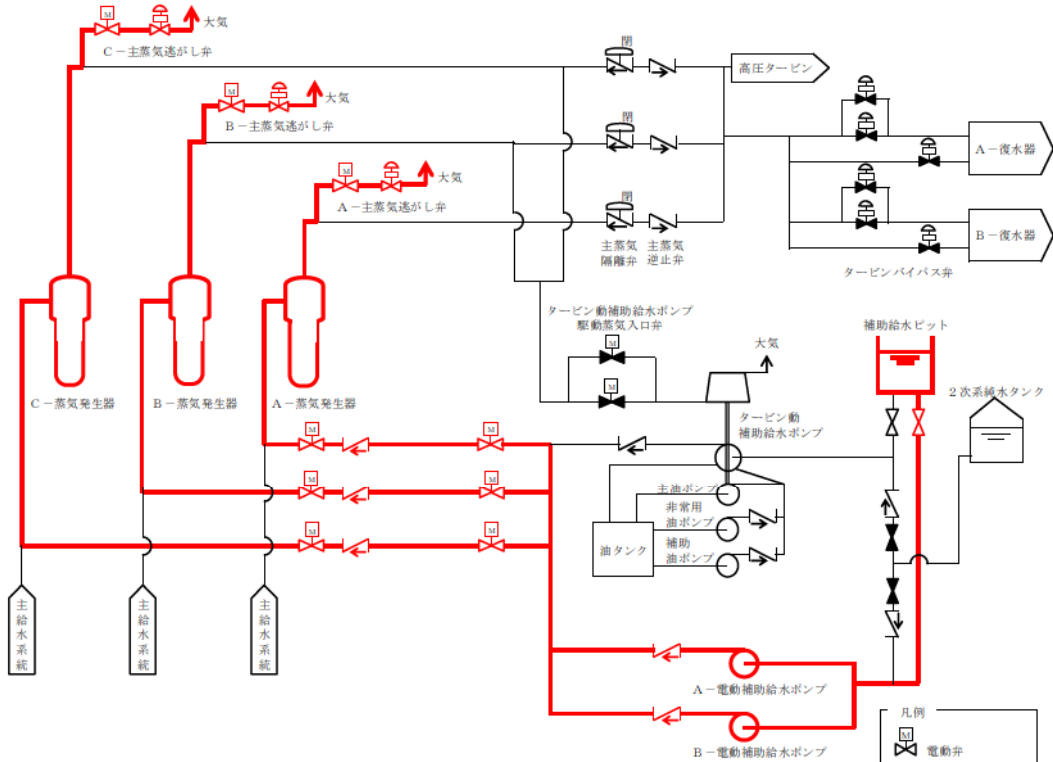 M
大気
C－主蒸気逃がし弁
M
大気
B－主蒸気逃がし弁
M
大気
A－主蒸気逃がし弁
閉
閉
閉
高圧タービン
主蒸気
隔離弁
主蒸気
逆止弁
A－復水器
B－復水器
タービンバイパス弁
タービン動補助給水ポンプ
駆動蒸気入口弁
M
M
大気
補助給水ピット
2次系純水タンク
C－蒸気発生器
B－蒸気発生器
A－蒸気発生器
タービン動
補助給水ポンプ
M
M
M
M
M
M
主油ポンプ
非常用
油ポンプ
補助
油ポンプ
油タンク
主給水系統
主給水系統
主給水系統
A－電動補助給水ポンプ
B－電動補助給水ポンプ
凡例
M
電動弁